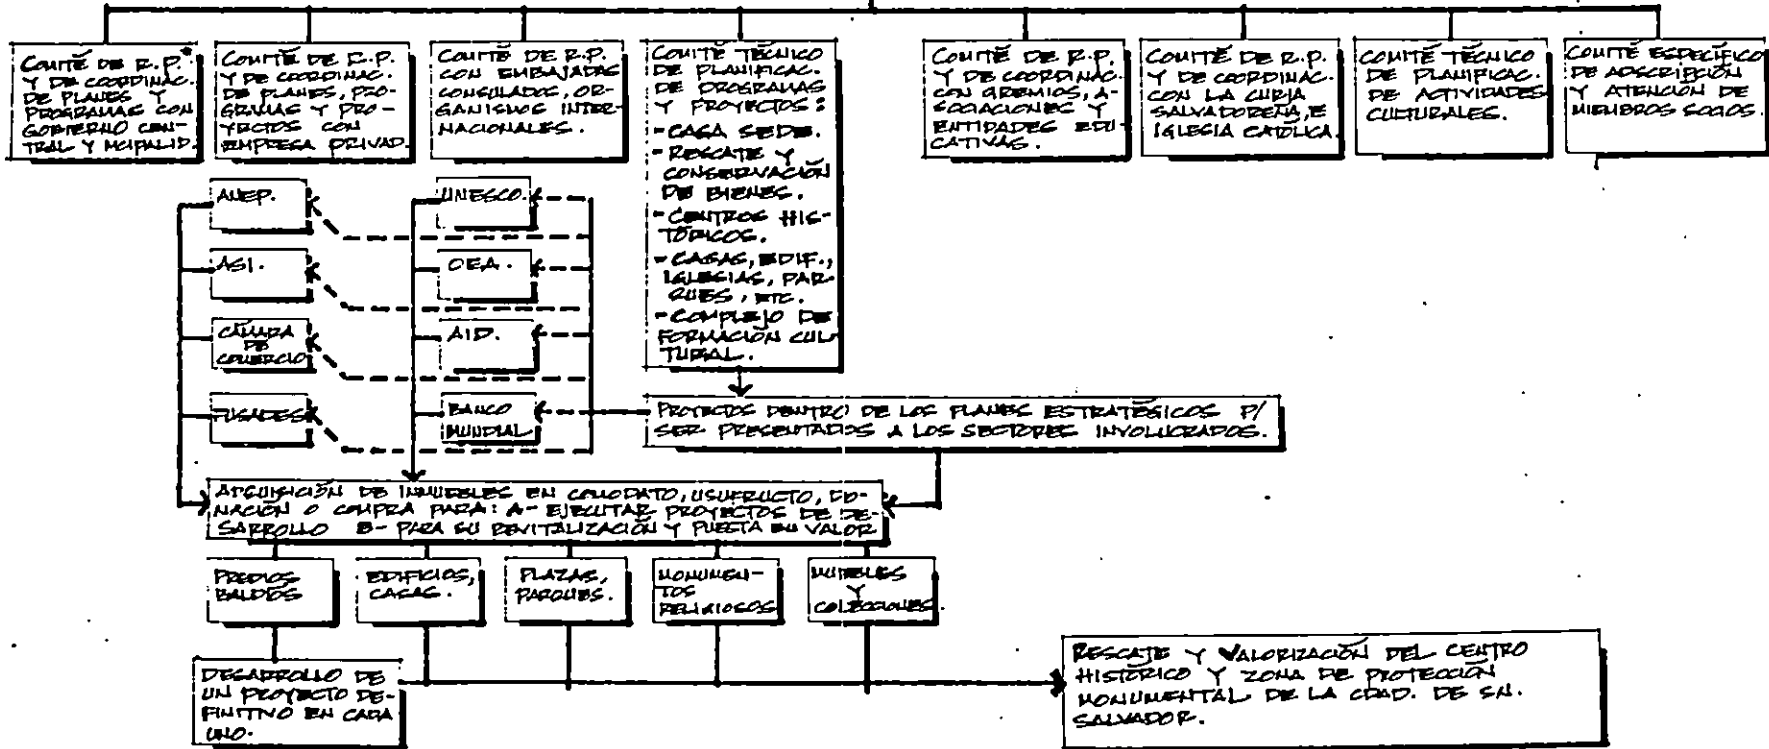 COMITÉ DE R.P.*
Y DE COORDINAC.
DE PLANES Y
PROGRAMAS CON
GOBIERNO CEN-
TRAL Y MCIPALID.
COMITÉ DE R.P.
Y DE COORDINAC.
DE PLANES, PRO-
GRAMAS Y PRO-
YECTOS CON
EMPRESA PRIVAD.
COMITÉ DE R.P.
CON EMBAJADAS
CONSULADOS, OR-
GANISMOS INTER-
NACIONALES.
COMITÉ TÉCNICO
DE PLANIFICAC.
DE PROGRAMAS
Y PROYECTOS:
-CASA SEDE.
-RESCATE Y
CONSERVACIÓN
DE BIENES.
-CENTROS HIS-
TÓRICOS.
-CASAS, EDIF.,
IGLESIAS, PAR-
QUES, ETC.
-COMPLEJO DE
FORMACIÓN CUL-
TURAL.
COMITÉ DE R.P.
Y DE COORDINAC.
CON GREMIOS, A-
SOCIACIONES Y
ENTIDADES EDU-
CATIVAS.
COMITÉ DE R.P.
Y DE COORDINAC.
CON LA CURIA
SALVADOREÑA, E
IGLESIA CATÓLICA.
COMITÉ TÉCNICO
DE PLANIFICAC.
DE ACTIVIDADES
CULTURALES.
COMITÉ ESPECÍFICO
DE ADSCRIPCIÓN
Y ATENCIÓN DE
MIEMBROS SOCIOS.
ANEP.
ASI.
CÁMARA
DE
COMERCIO
FUSADES
UNESCO.
OEA.
AID.
BANCO
MUNDIAL
PROYECTOS DENTRO DE LOS PLANES ESTRATÉGICOS P/
SER PRESENTADOS A LOS SECTORES INVOLUCRADOS.
ADQUISICIÓN DE INMUEBLES EN COMODATO, USUFRUCTO, DO-
NACIÓN O COMPRA PARA: A- EJECUTAR PROYECTOS DE DE-
SARROLLO B- PARA SU REVITALIZACIÓN Y PUESTA EN VALOR
PREDIOS
BALDIOS
EDIFICIOS,
CASAS.
PLAZAS,
PARQUES.
MONUMEN-
TOS
RELIGIOSOS
MUEBLES
Y
COLECCIONES.
DESARROLLO DE
UN PROYECTO DE-
FINITIVO EN CADA
UNO.
RESCATE Y VALORIZACIÓN DEL CENTRO
HISTÓRICO Y ZONA DE PROTECCIÓN
MONUMENTAL DE LA CDAD. DE SN.
SALVADOR.